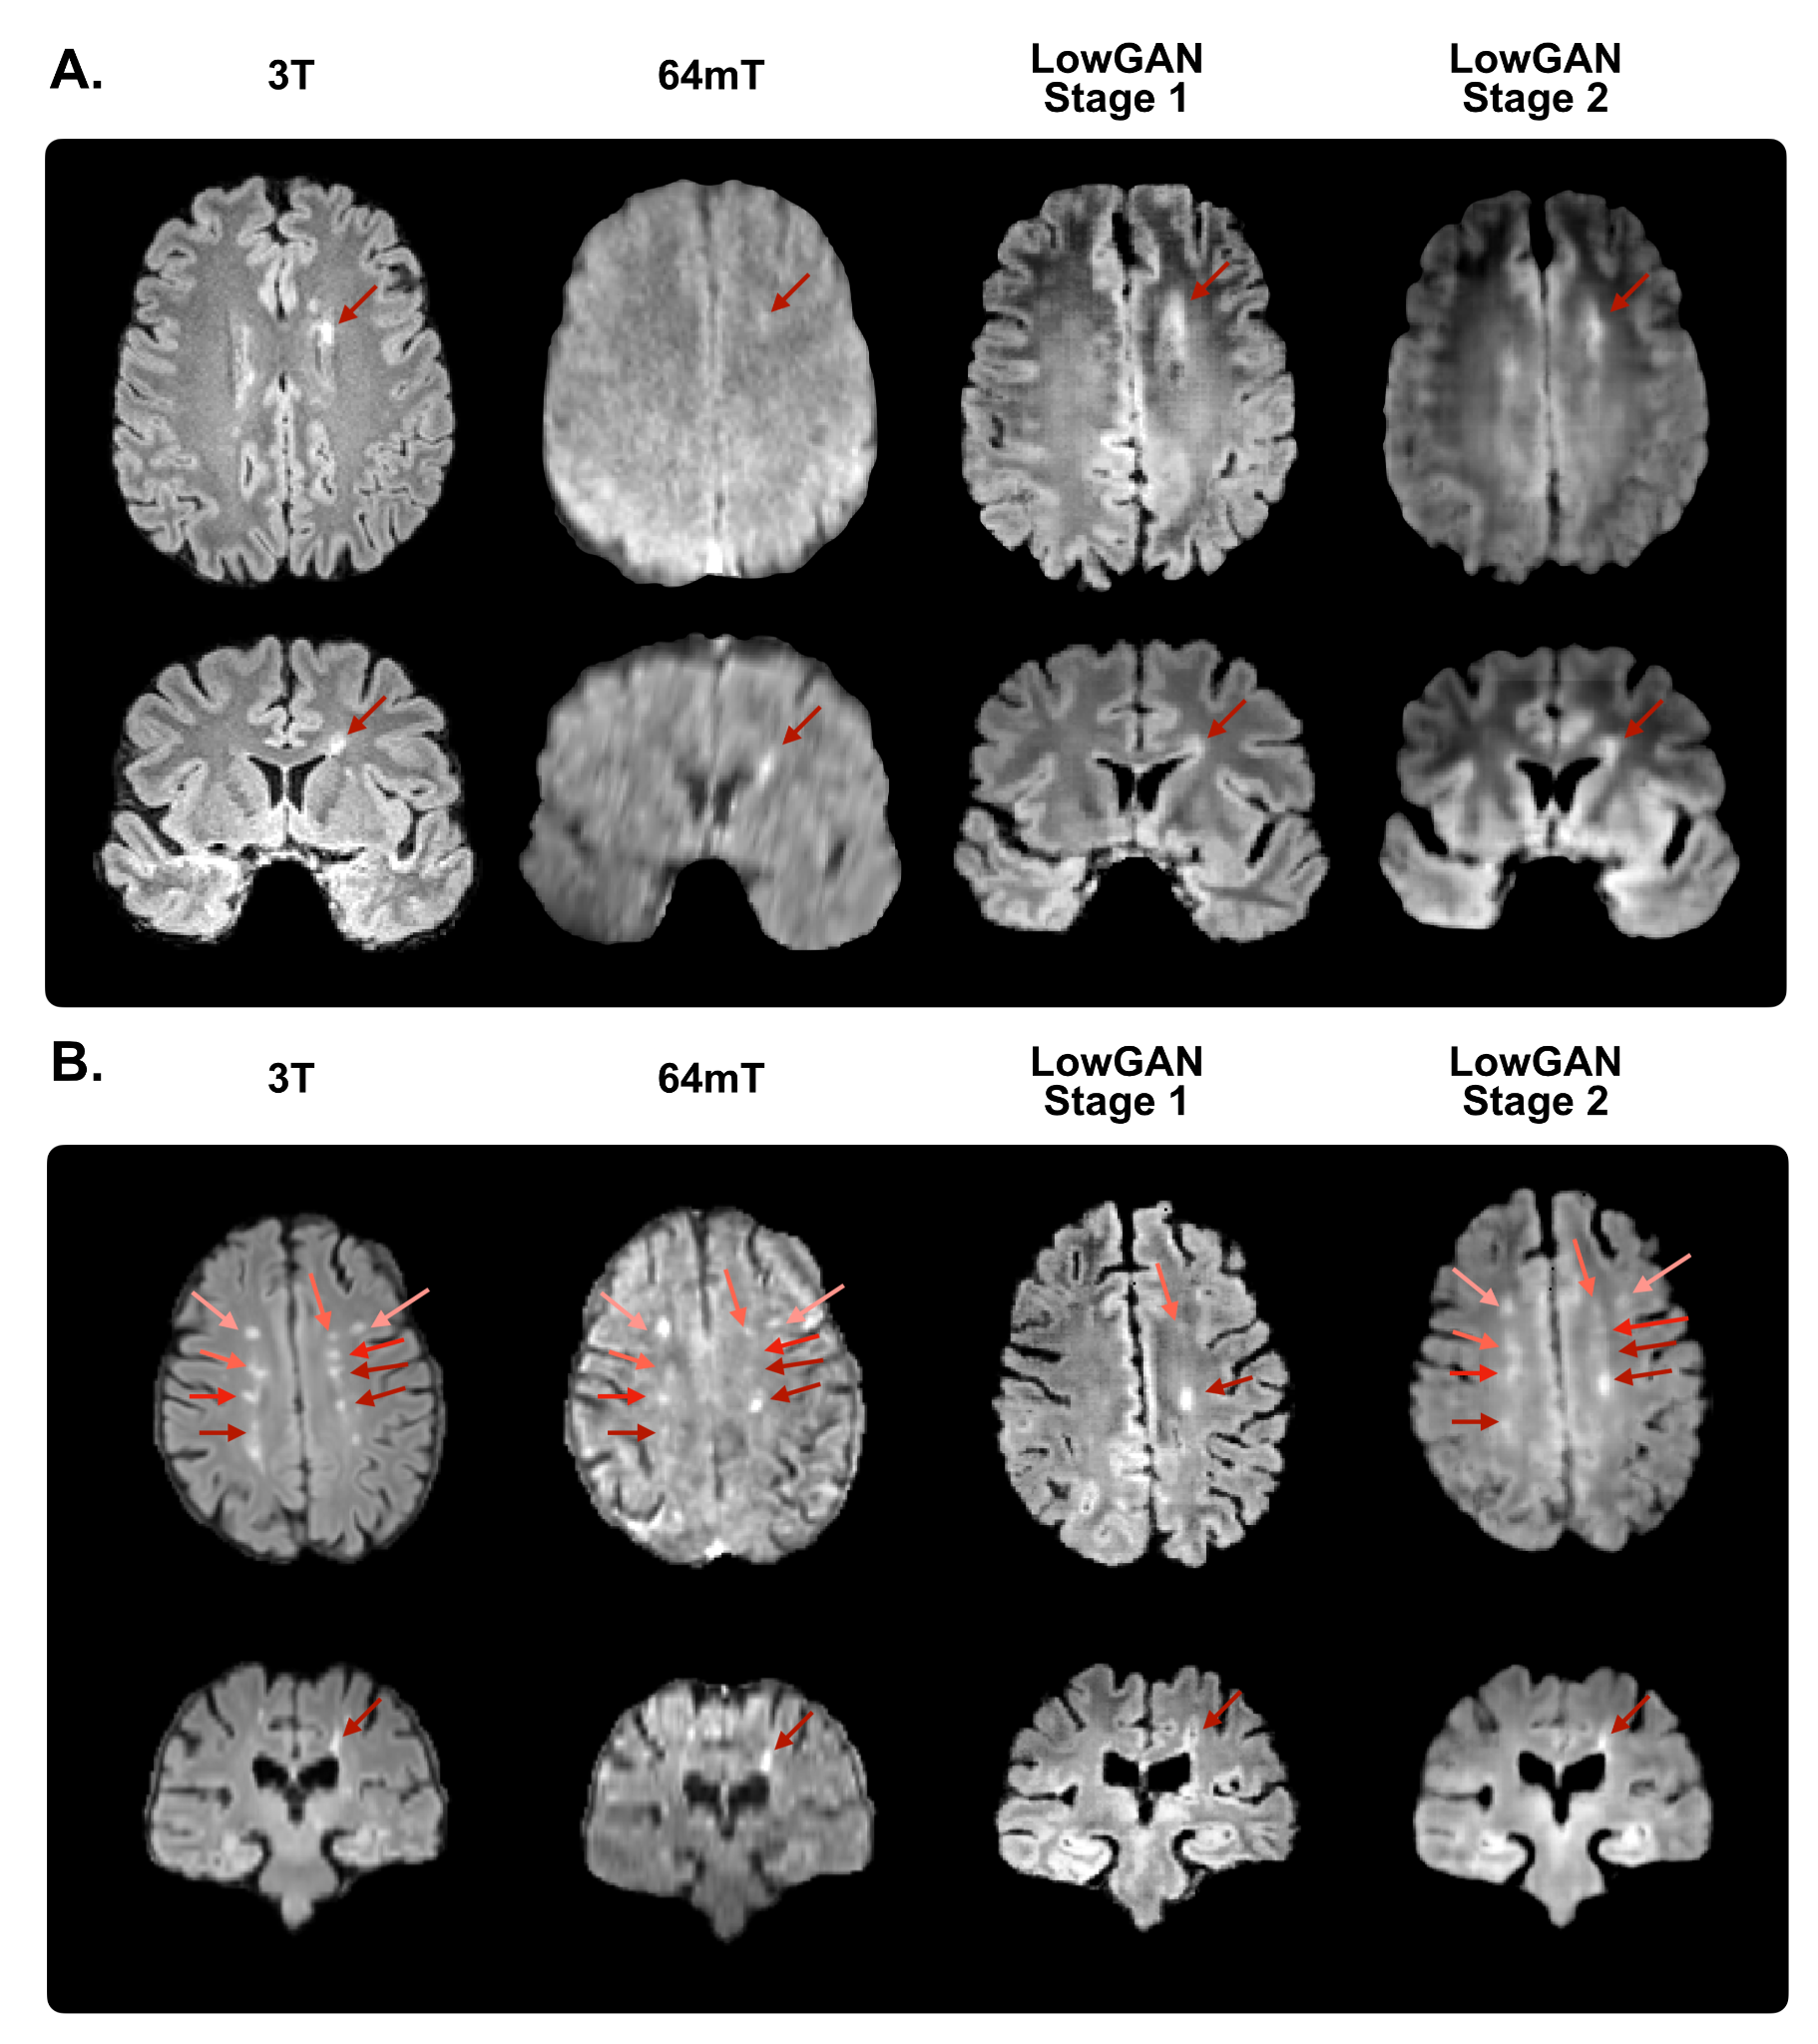 A.
3T
64mT
LowGAN
Stage 1
LowGAN
Stage 2
B.
3T
64mT
LowGAN
Stage 1
LowGAN
Stage 2